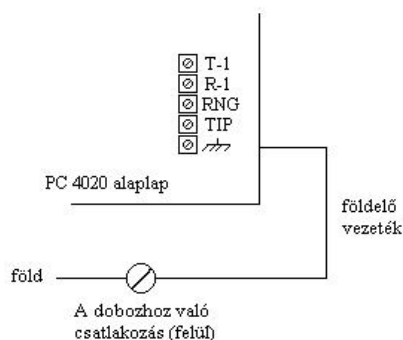 T-1
R-1
RNG
TIP
PC 4020 alaplap
földelő
vezeték
föld
A dobozhoz való
csatlakozás (felül)